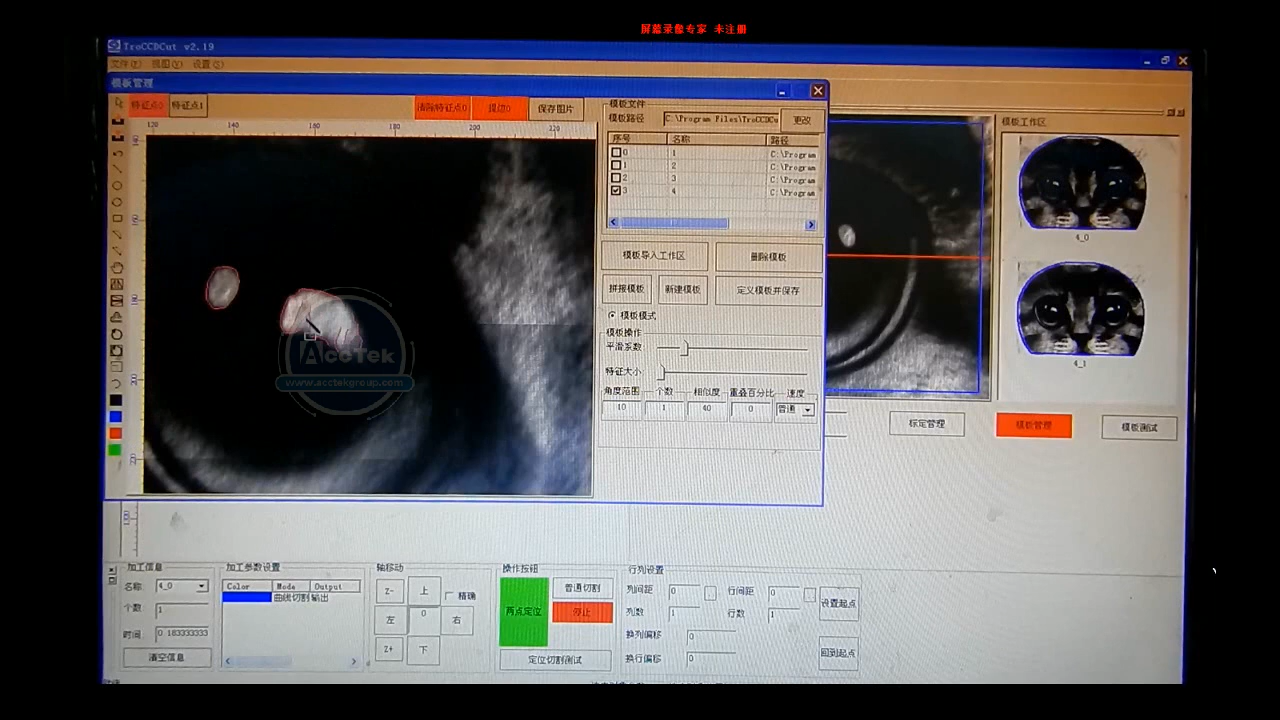 屏幕录像专家 未注册
TroCCDCut v2.19
文件(F) 视图(V) 设置(S)
模板管理
特征点0 特征点1
清除特征点0 提取0 保存图片
120 140 160 180 200 220
模板文件
模板路径 C:\Program Files\TroCCDCu 更改
序号 名称 路径
0 1 C:\Program
1 2 C:\Program
2 3 C:\Program
3 4 C:\Program
模板导入工作区 删除模板
拼接模板 新建模板 定义模板并保存
模板模式
模板操作
平滑系数
特征大小
角度范围 个数 相似度 重叠百分比 速度
10 1 40 0 普通
AccTek
www.acctekgroup.com
模板工作区
4_0
4_1
标定管理 模板管理 模板测试
加工信息
名称: 4_0
个数: 1
时间: 0.183333333
清空信息
加工参数设置
Color Mode Output
曲线切割 输出
轴移动
Z- 上 精确
左 0 右
Z+ 下
操作按钮
两点定位 普通切割
停止
定位切割测试
行列设置
列间距 0 行间距 0 设置起点
列数 1 行数 1
换列偏移 0
换行偏移 0 回到起点